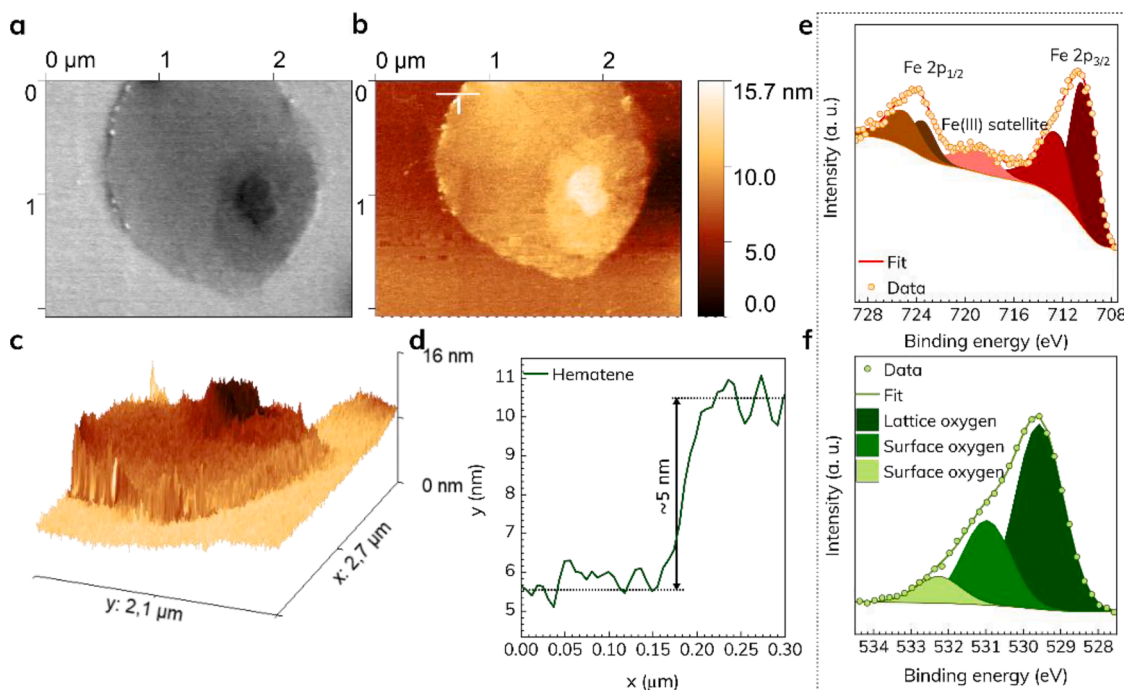 a
0 µm 1 2
0
1
b
0 µm 1 2
0
1
15.7 nm
10.0
5.0
0.0
c
16 nm
0 nm
x: 2,7 µm
y: 2,1 µm
d
Hematene
11
10
9
8
7
6
5
y (nm)
~5 nm
0.00 0.05 0.10 0.15 0.20 0.25 0.30
x (µm)
e
Fe 2p1/2
Fe 2p3/2
Fe(III) satellite
Intensity (a. u.)
Fit
Data
728 724 720 716 712 708
Binding energy (eV)
f
Data
Fit
Lattice oxygen
Surface oxygen
Surface oxygen
Intensity (a. u.)
534 533 532 531 530 529 528
Binding energy (eV)